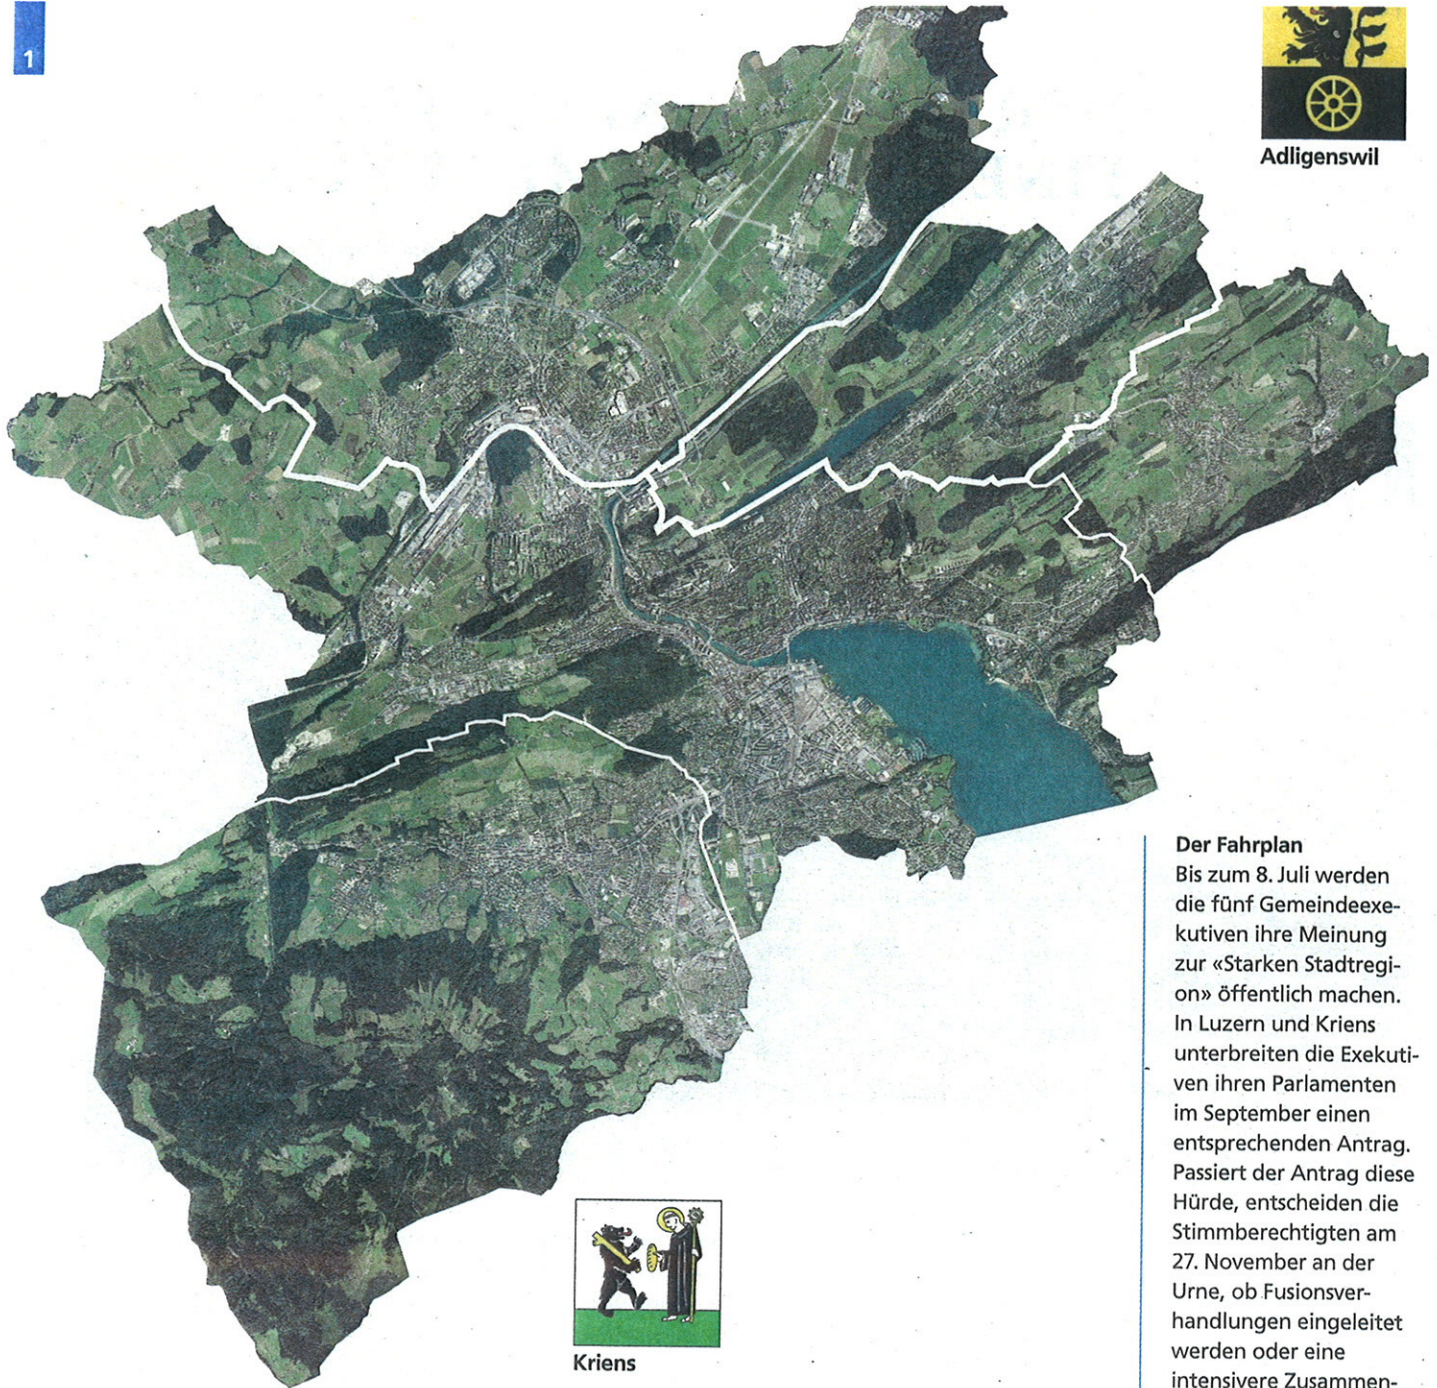 1
Adligenswil
Der Fahrplan
Bis zum 8. Juli werden
die fünf Gemeindeexe-
kutiven ihre Meinung
zur «Starken Stadtregi-
on» öffentlich machen.
In Luzern und Kriens
unterbreiten die Exekuti-
ven ihren Parlamenten
im September einen
entsprechenden Antrag.
Passiert der Antrag diese
Hürde, entscheiden die
Stimmberechtigten am
27. November an der
Urne, ob Fusionsver-
handlungen eingeleitet
werden oder eine
intensivere Zusammen-
Kriens